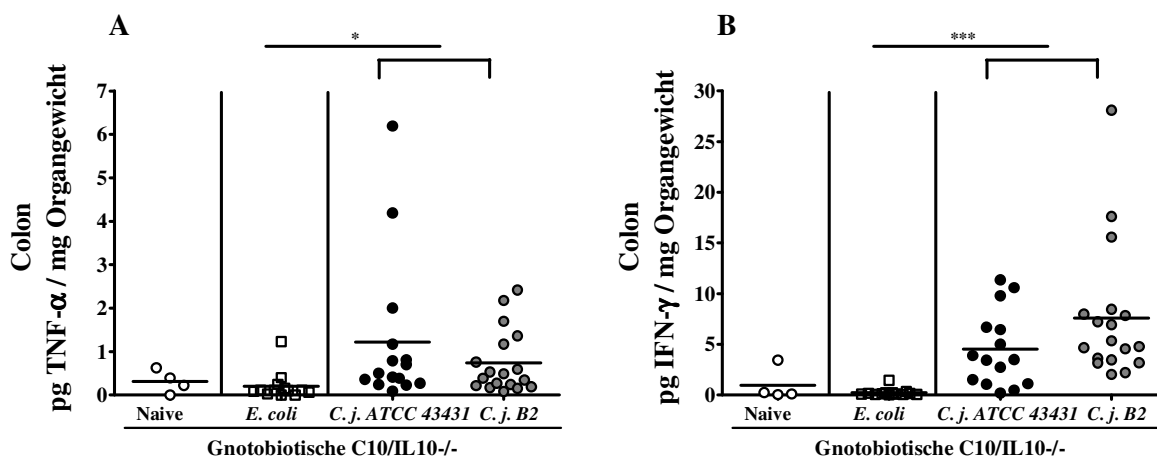 A
*
Colon
pg TNF-α / mg Organgewicht
7
6
5
4
3
2
1
0
Naive
E. coli
C. j. ATCC 43431
C. j. B2
Gnotobiotische C10/IL10-/-
B
***
Colon
pg IFN-γ / mg Organgewicht
30
25
20
15
10
5
0
Naive
E. coli
C. j. ATCC 43431
C. j. B2
Gnotobiotische C10/IL10-/-